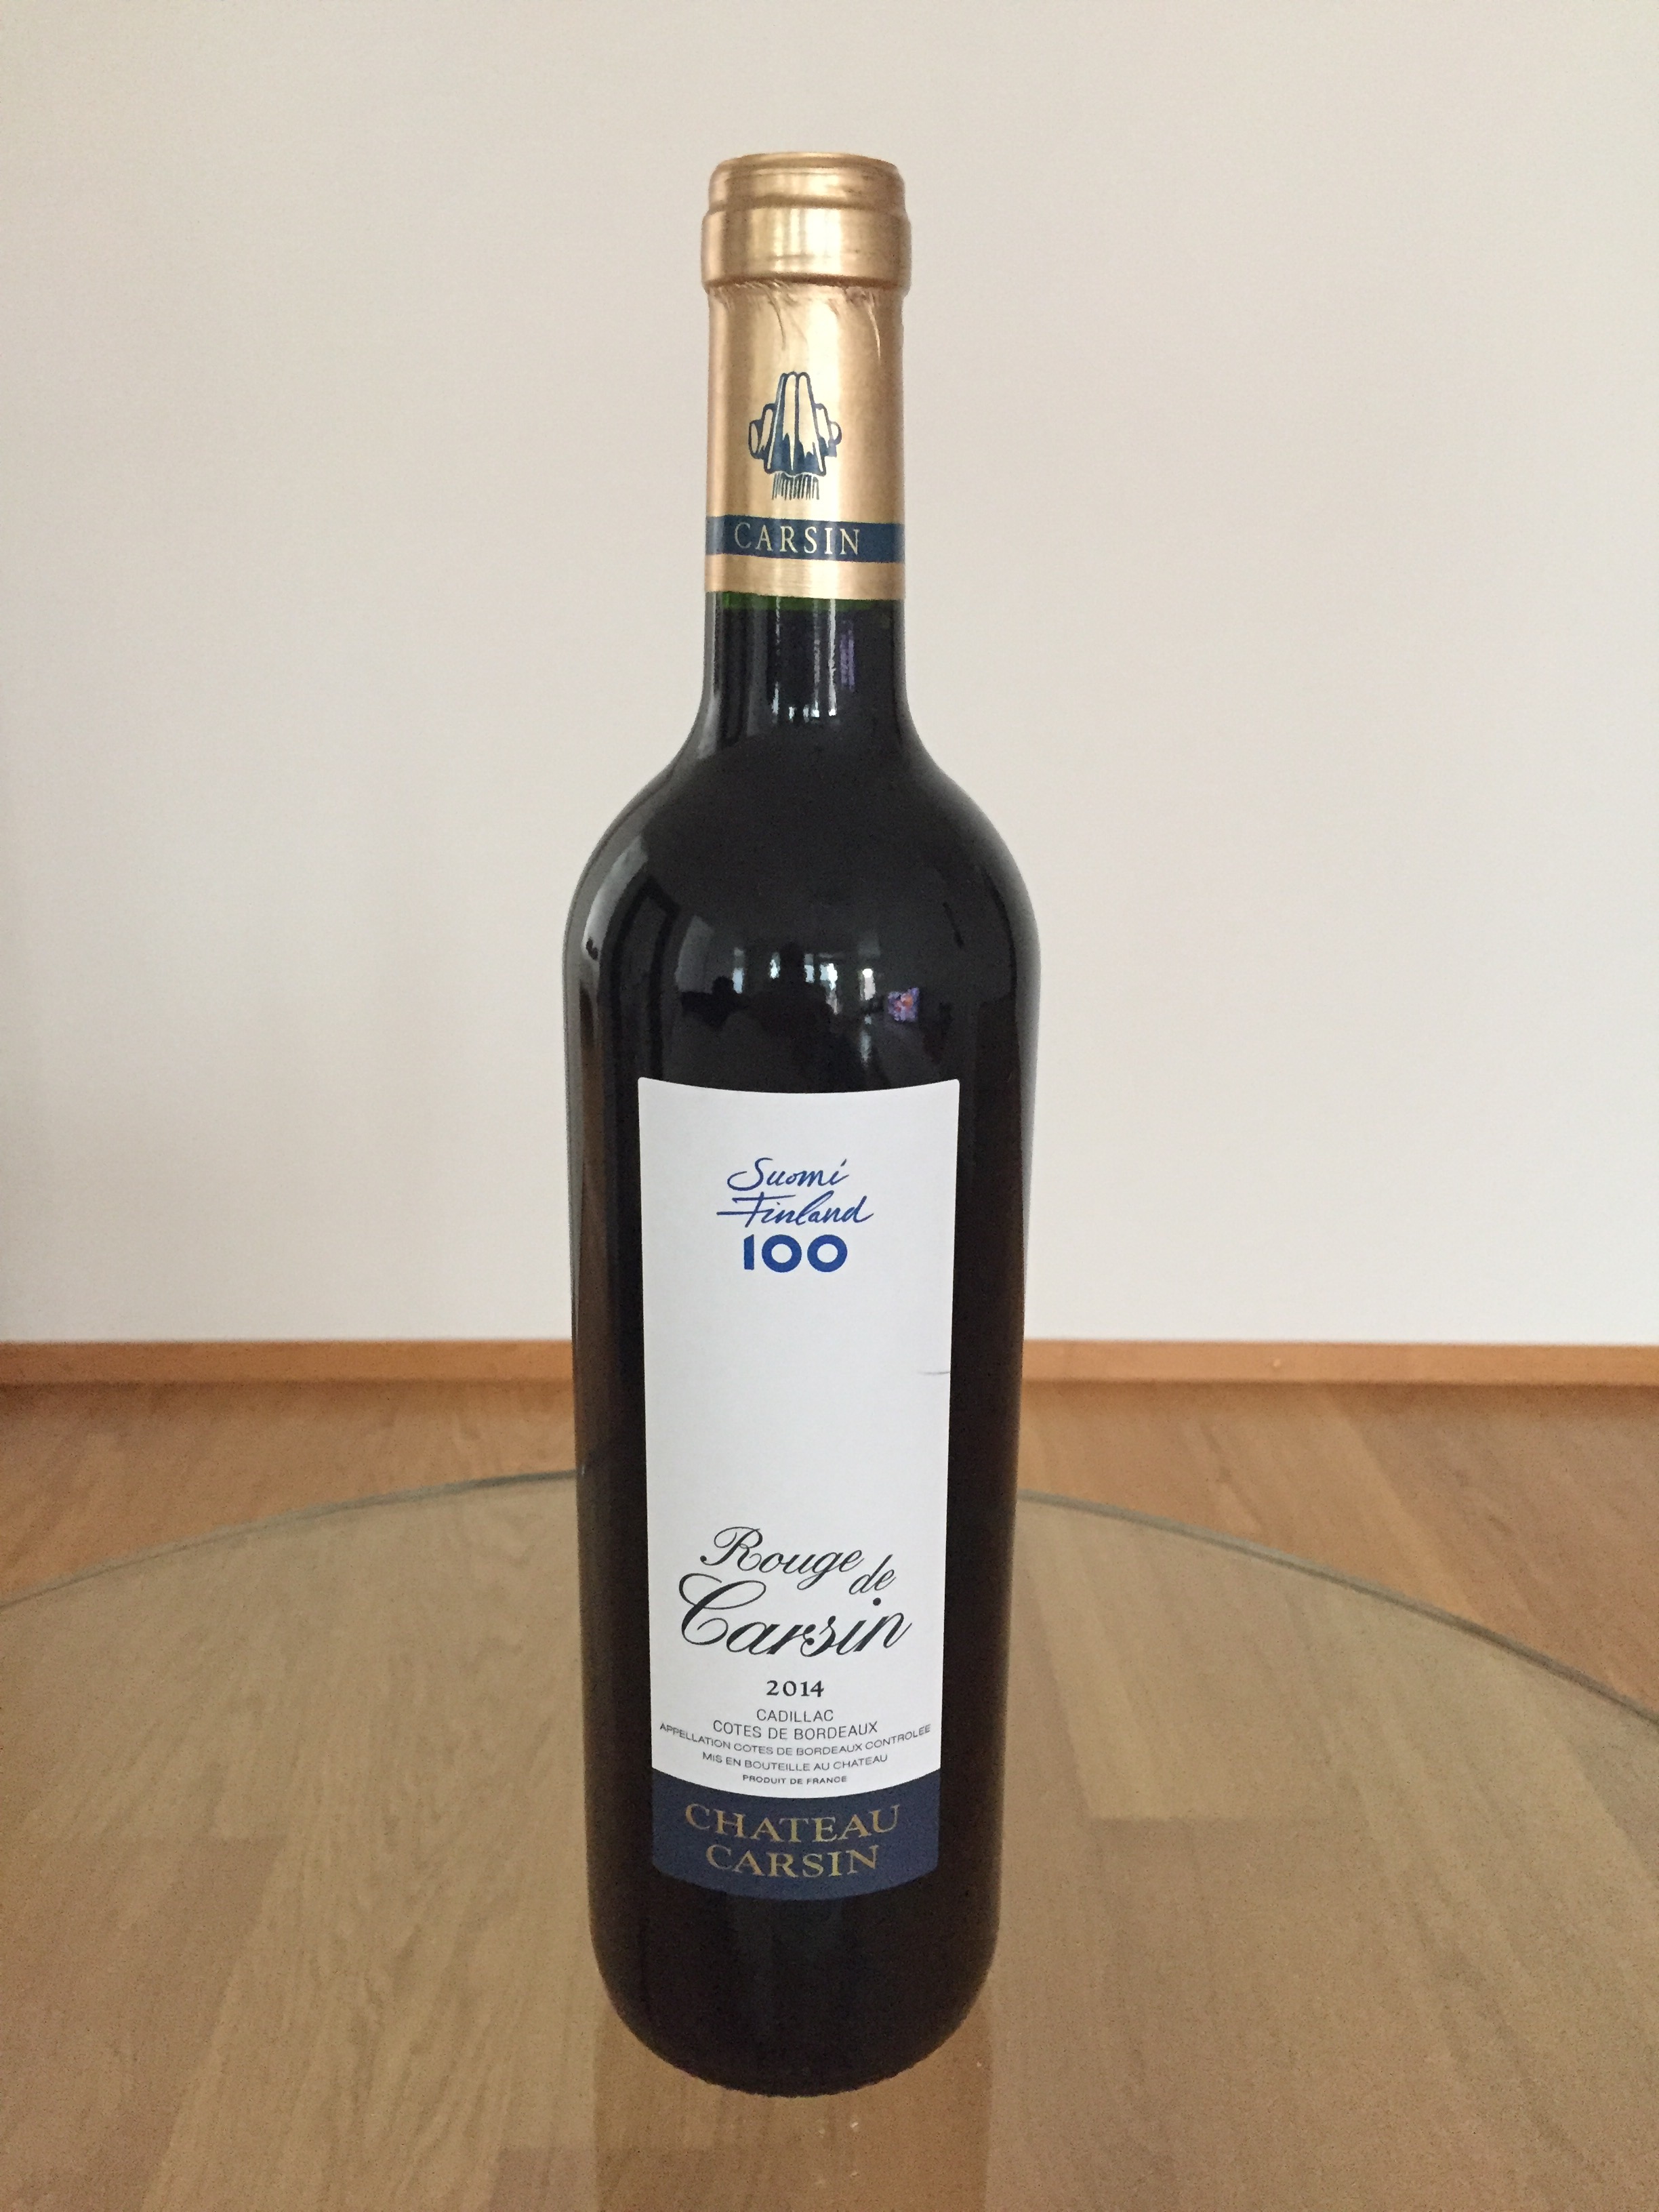 CARSIN
Suomi
Finland
100
Rouge de
Carsin
2014
CADILLAC
COTES DE BORDEAUX
APPELLATION COTES DE BORDEAUX CONTROLEE
MIS EN BOUTEILLE AU CHATEAU
PRODUIT DE FRANCE
CHATEAU
CARSIN